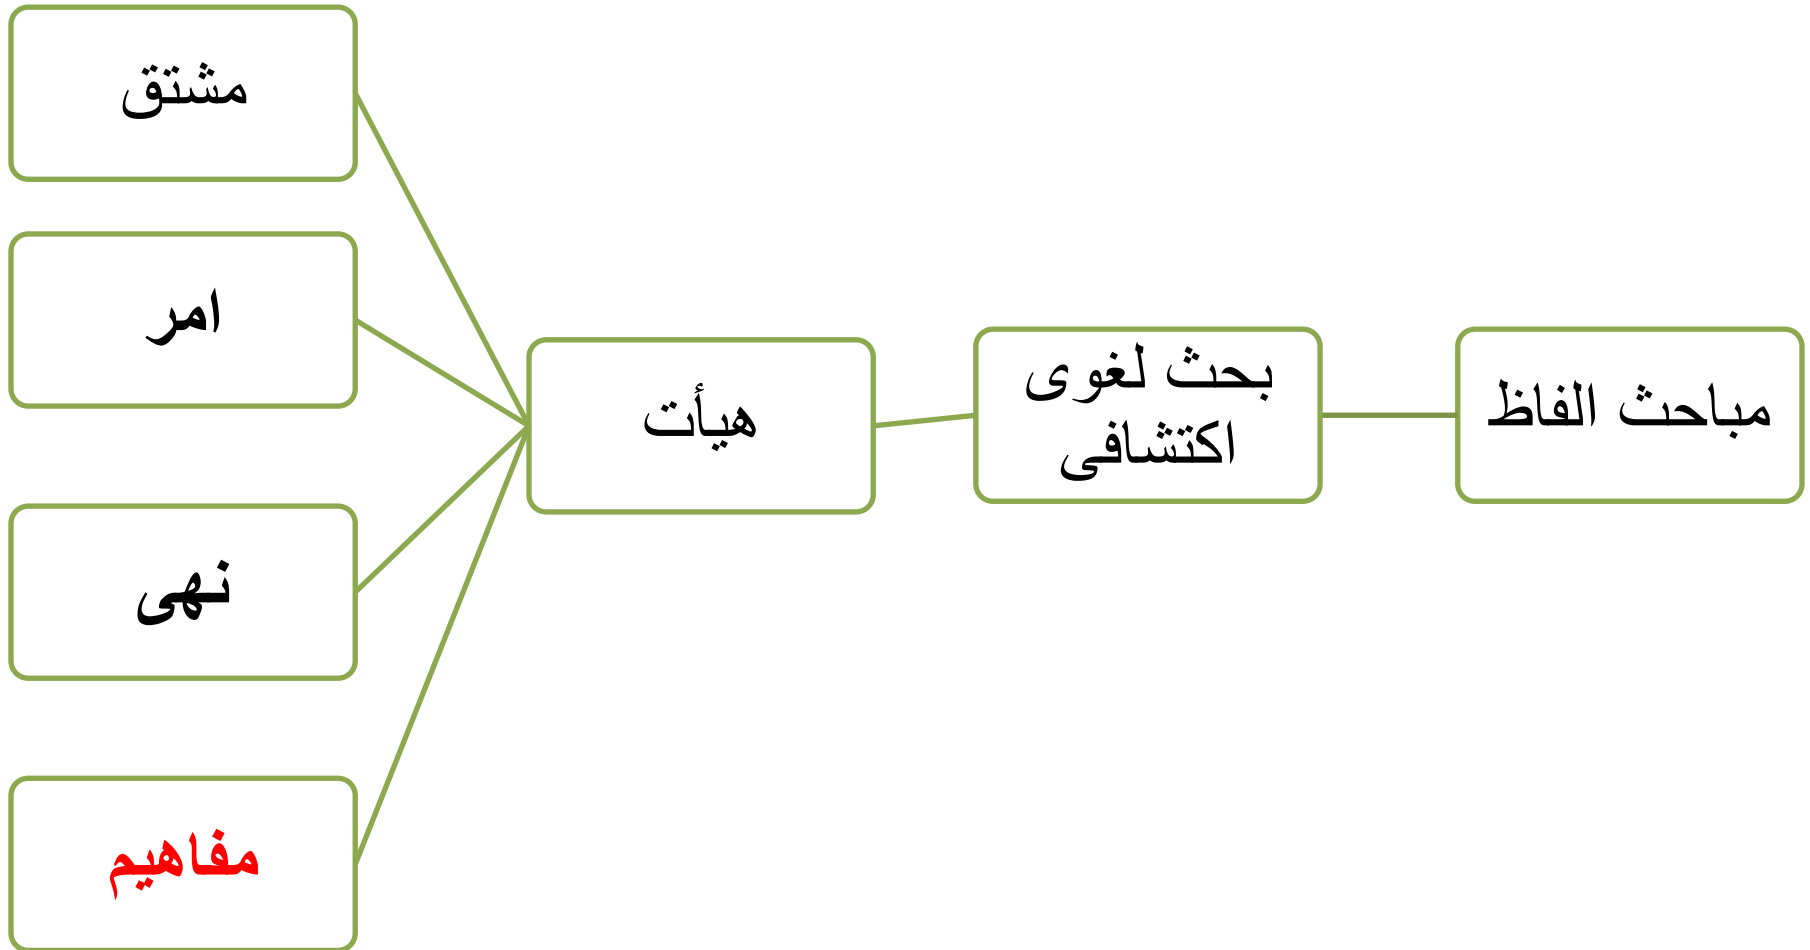 مباحث الفاظ
بحث لغوی
اکتشافی
هیأت
مشتق
امر
نهی
مفاهیم